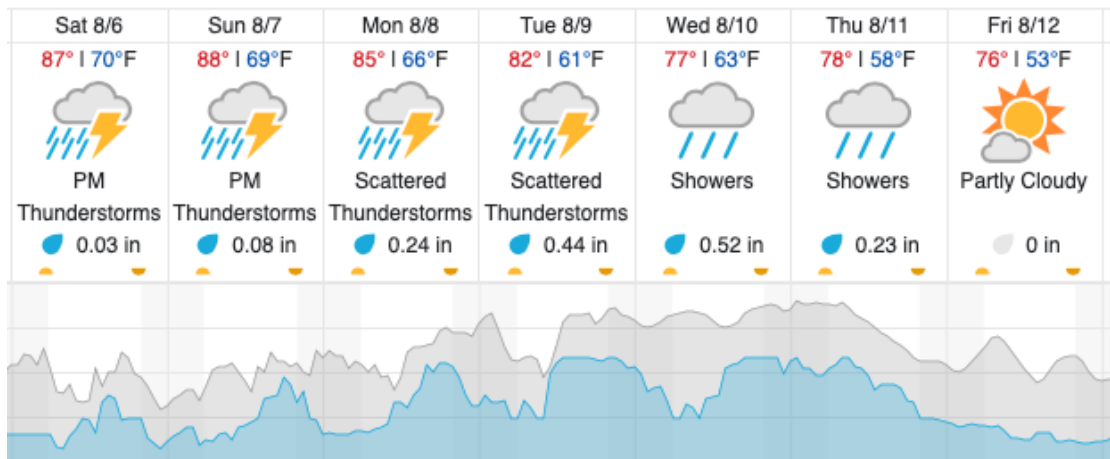 Sat 8/6 Sun 8/7 Mon 8/8 Tue 8/9 Wed 8/10 Thu 8/11 Fri 8/12
87° | 70°F 88° | 69°F 85° | 66°F 82° | 61°F 77° | 63°F 78° | 58°F 76° | 53°F
PM PM Scattered Scattered Showers Showers Partly Cloudy
Thunderstorms Thunderstorms Thunderstorms Thunderstorms
0.03 in 0.08 in 0.24 in 0.44 in 0.52 in 0.23 in 0 in